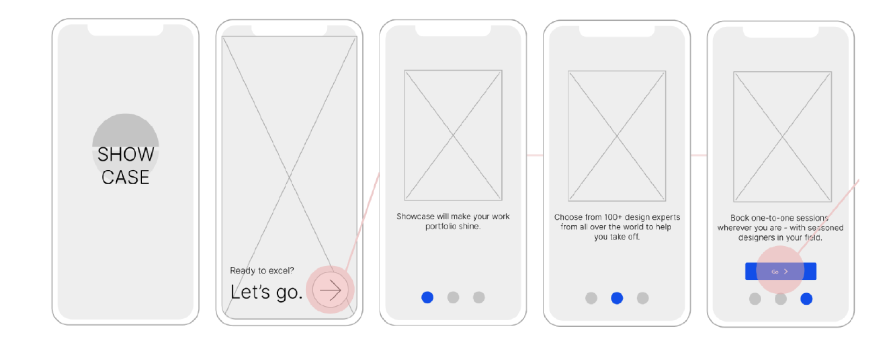 SHOW
CASE
Ready to excel?
Let's go.
Showcase will make your work
portfolio shine.
Choose from 100+ design experts
from all over the world to help
you take off.
Book one-to-one sessions
wherever you are - with seasoned
designers in your field.